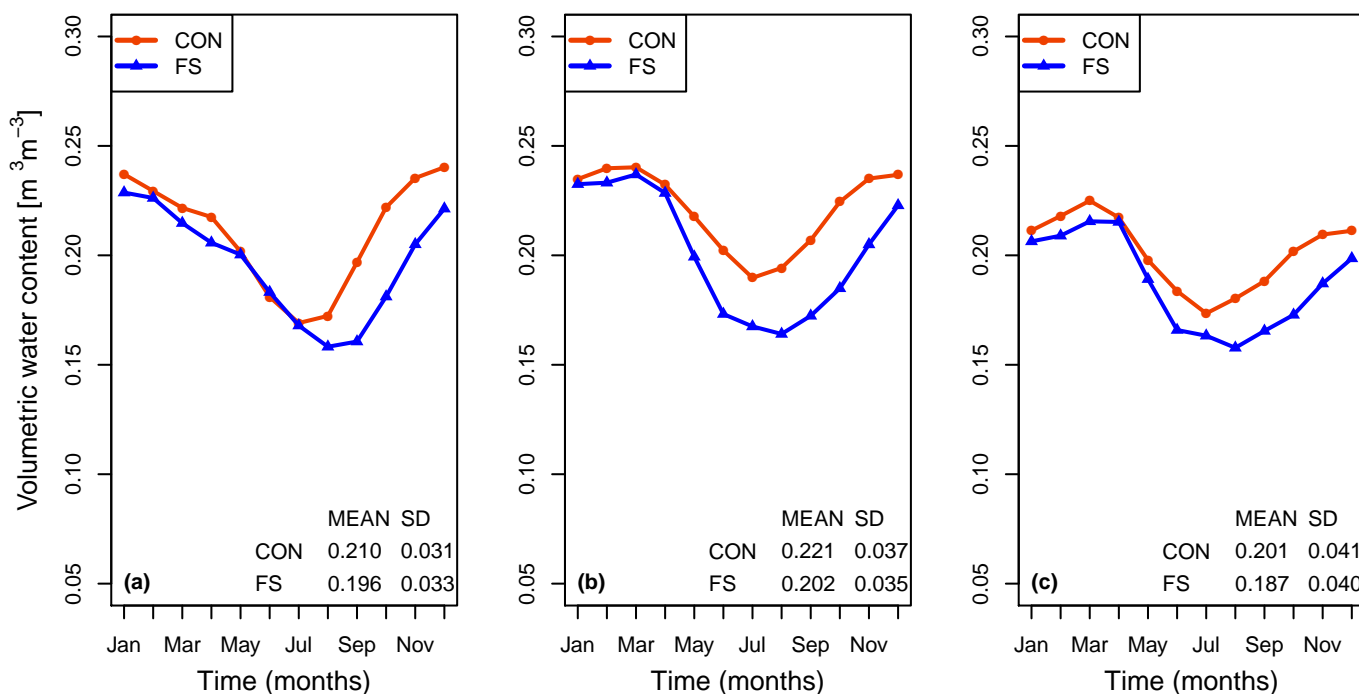 Volumetric water content [m ³m⁻³]
CON
FS
0.30
0.25
0.20
0.15
0.10
0.05
MEAN SD
CON 0.210 0.031
FS 0.196 0.033
(a)
Jan Mar May Jul Sep Nov
Time (months)
CON
FS
0.30
0.25
0.20
0.15
0.10
0.05
MEAN SD
CON 0.221 0.037
FS 0.202 0.035
(b)
Jan Mar May Jul Sep Nov
Time (months)
CON
FS
0.30
0.25
0.20
0.15
0.10
0.05
MEAN SD
CON 0.201 0.041
FS 0.187 0.040
(c)
Jan Mar May Jul Sep Nov
Time (months)